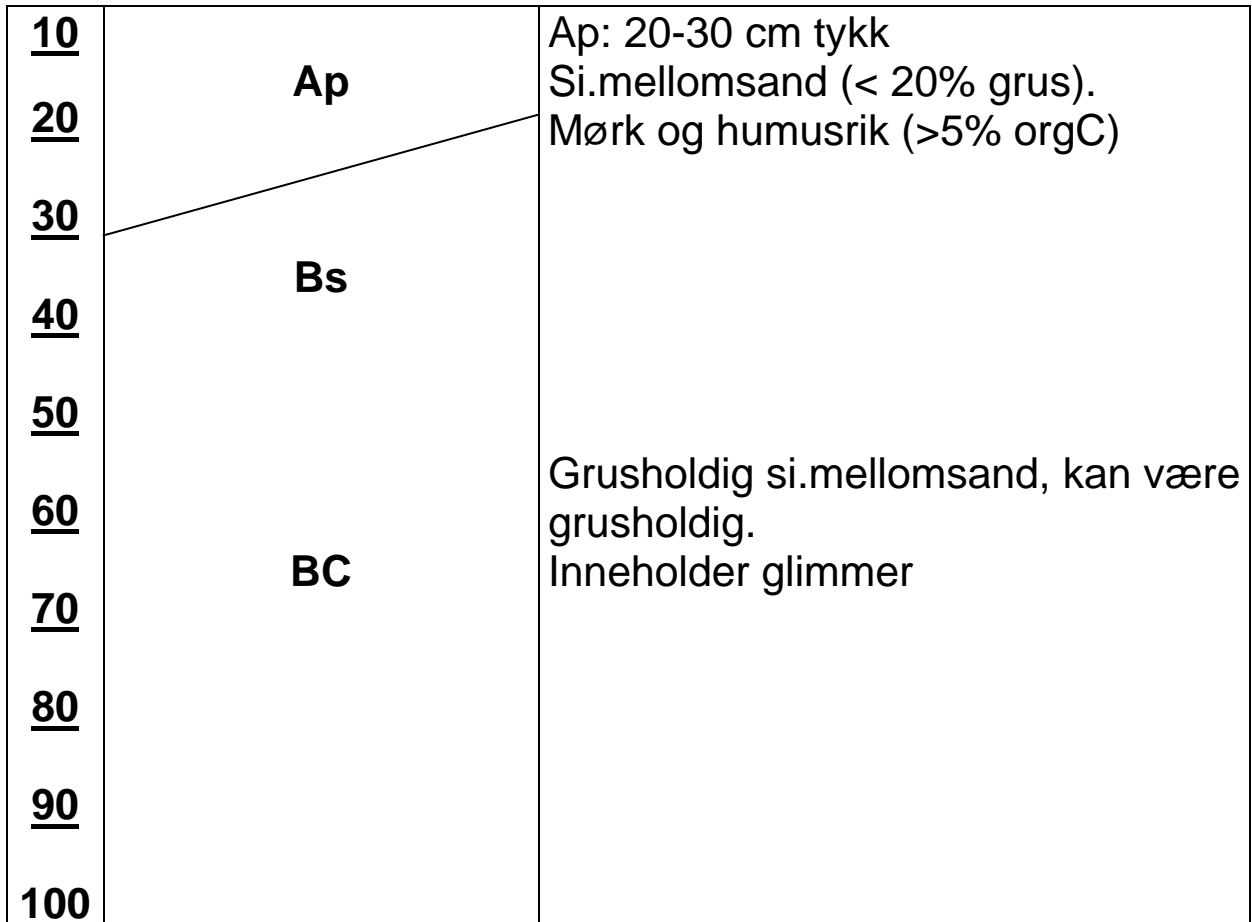 10
Ap
20
30
Bs
40
50
60
BC
70
80
90
100
Ap: 20-30 cm tykk
Si.mellomsand (< 20% grus).
Mørk og humusrik (>5% orgC)
Grusholdig si.mellomsand, kan være
grusholdig.
Inneholder glimmer